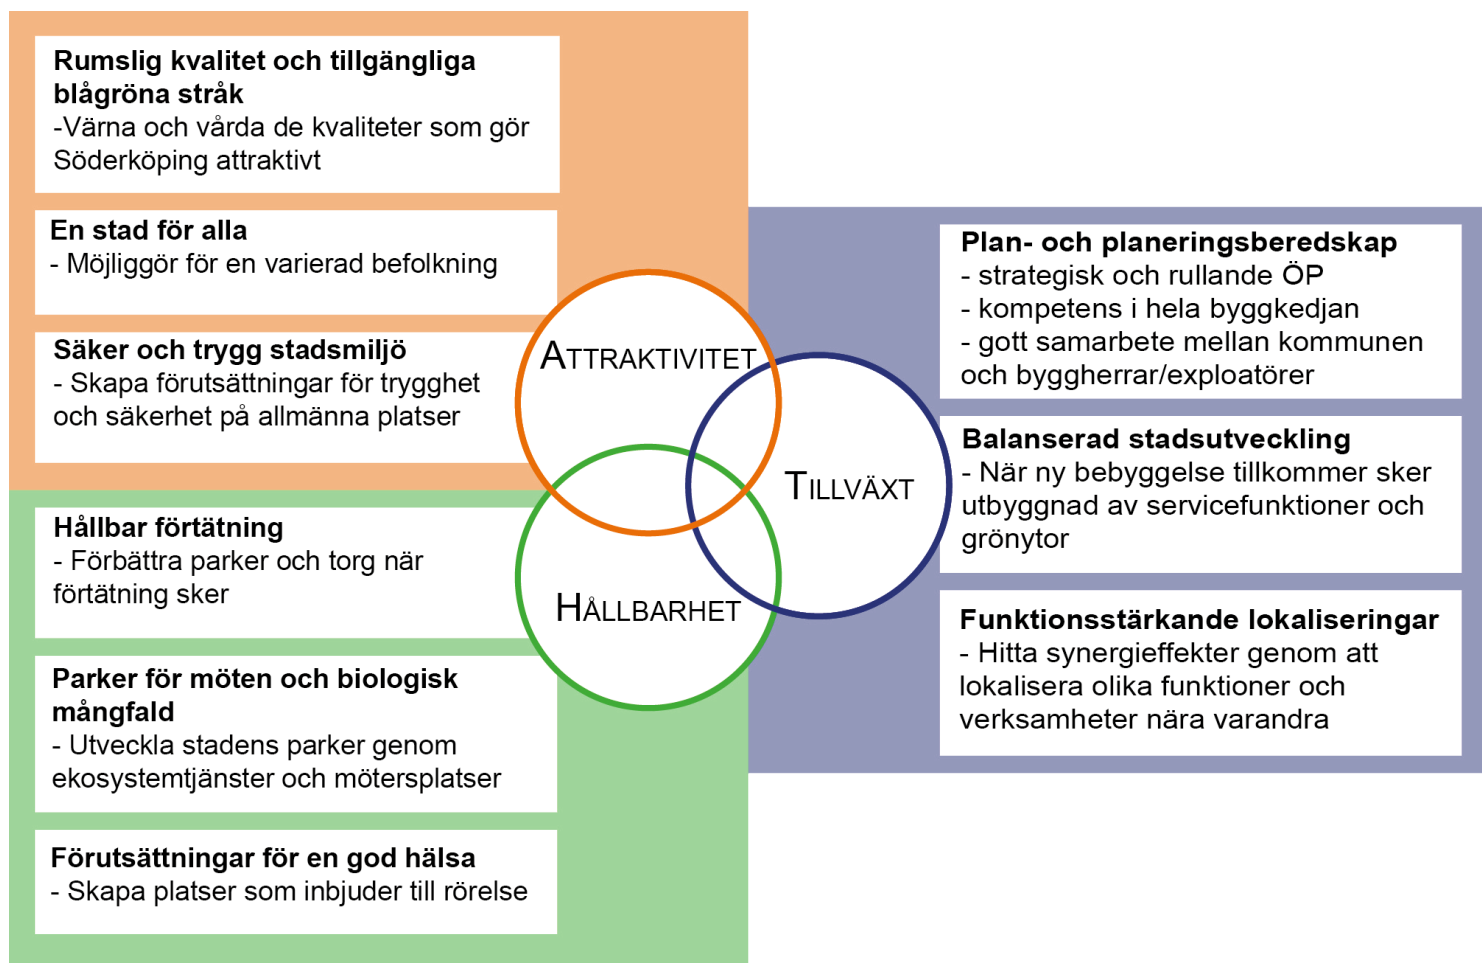 Rumslig kvalitet och tillgängliga
blågröna stråk
-Värna och vårda de kvaliteter som gör
Söderköping attraktivt
En stad för alla
- Möjliggör för en varierad befolkning
Säker och trygg stadsmiljö
- Skapa förutsättningar för trygghet
och säkerhet på allmänna platser
Hållbar förtätning
- Förbättra parker och torg när
förtätning sker
Parker för möten och biologisk
mångfald
- Utveckla stadens parker genom
ekosystemtjänster och mötersplatser
Förutsättningar för en god hälsa
- Skapa platser som inbjuder till rörelse
ATTRAKTIVITET
TILLVÄXT
HÅLLBARHET
Plan- och planeringsberedskap
- strategisk och rullande ÖP
- kompetens i hela byggkedjan
- gott samarbete mellan kommunen
och byggherrar/exploatörer
Balanserad stadsutveckling
- När ny bebyggelse tillkommer sker
utbyggnad av servicefunktioner och
grönytor
Funktionsstärkande lokaliseringar
- Hitta synergieffekter genom att
lokalisera olika funktioner och
verksamheter nära varandra